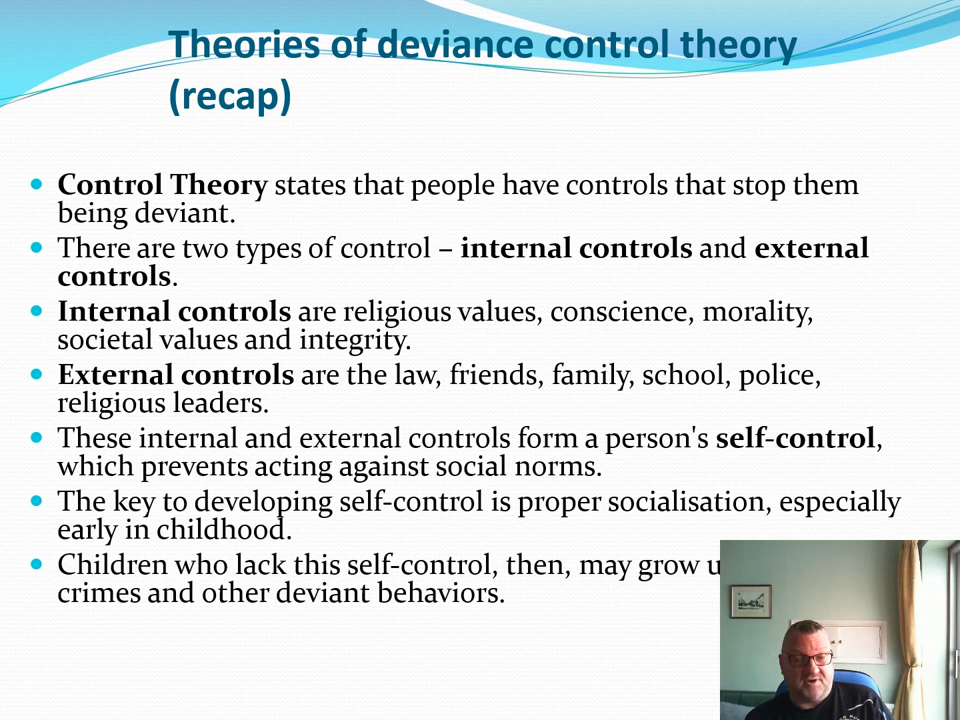 Theories of deviance control theory
(recap)
Control Theory states that people have controls that stop them
being deviant.
There are two types of control – internal controls and external
controls.
Internal controls are religious values, conscience, morality,
societal values and integrity.
External controls are the law, friends, family, school, police,
religious leaders.
These internal and external controls form a person's self-control,
which prevents acting against social norms.
The key to developing self-control is proper socialisation, especially
early in childhood.
Children who lack this self-control, then, may grow
crimes and other deviant behaviors.